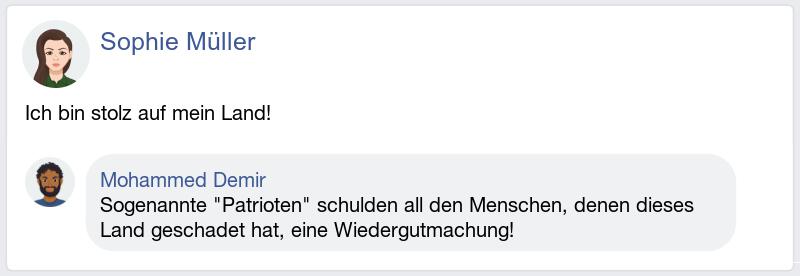 Sophie Müller
Ich bin stolz auf mein Land!
Mohammed Demir
Sogenannte "Patrioten" schulden all den Menschen, denen dieses
Land geschadet hat, eine Wiedergutmachung!